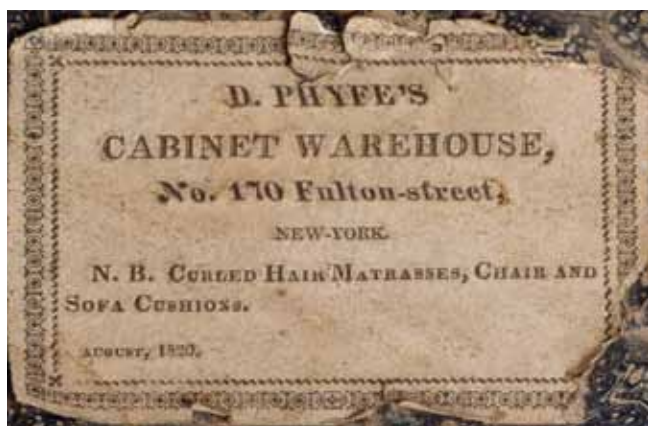 D. PHYFE'S
CABINET WAREHOUSE,
No. 170 Fulton-street,
NEW-YORK.
N. B. CURLED HAIR MATRASSES, CHAIR AND
SOFA CUSHIONS.
AUGUST, 1820.